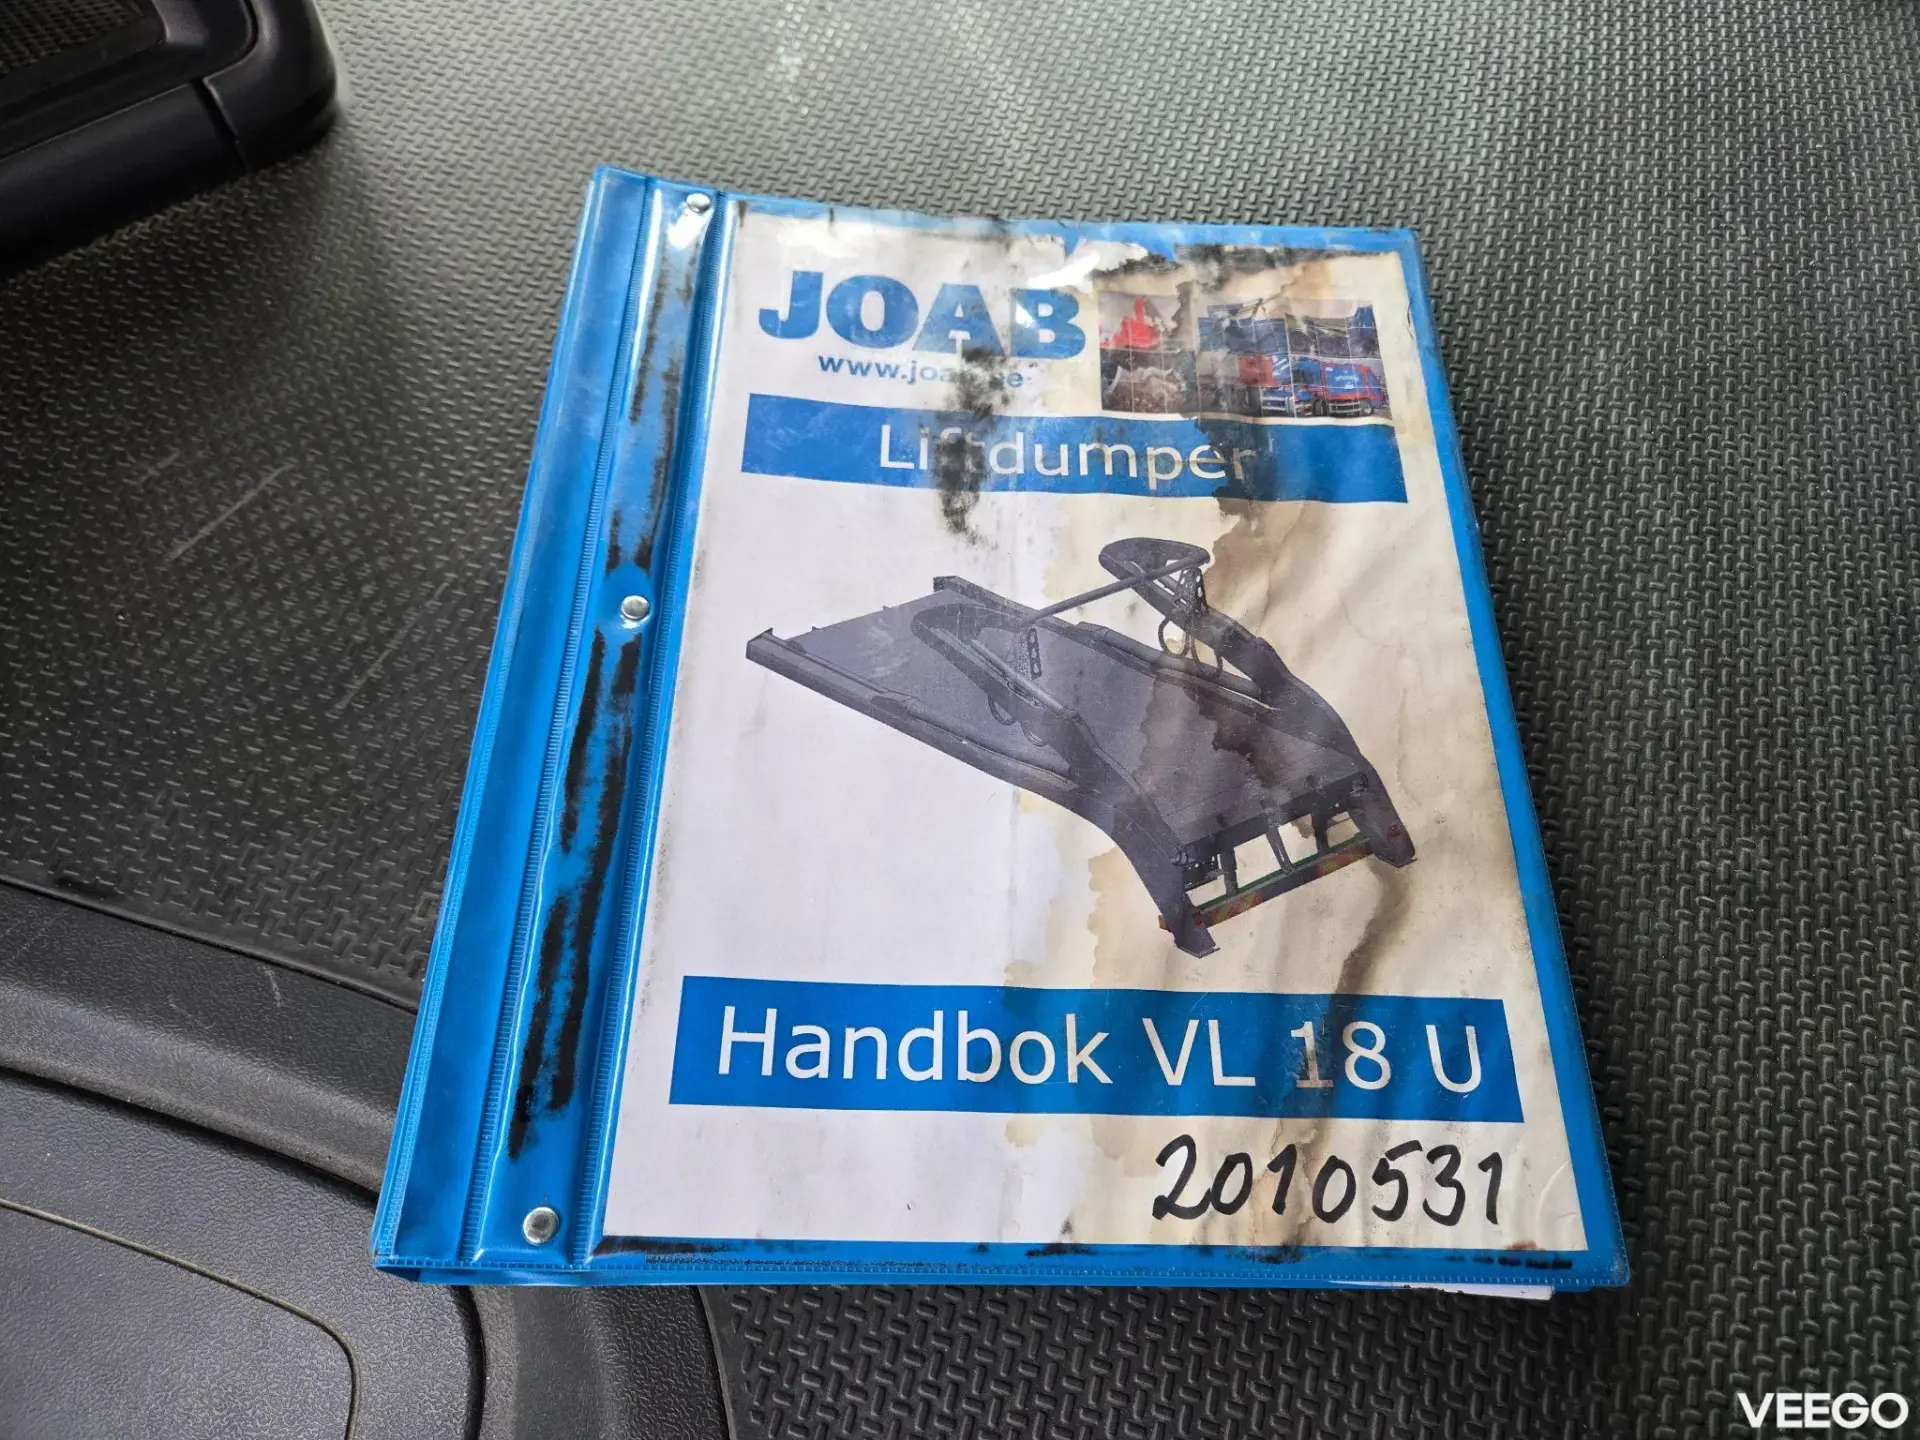 JOAB
Liftdumper
Handbok VL 18 U
2010531
VEEGO